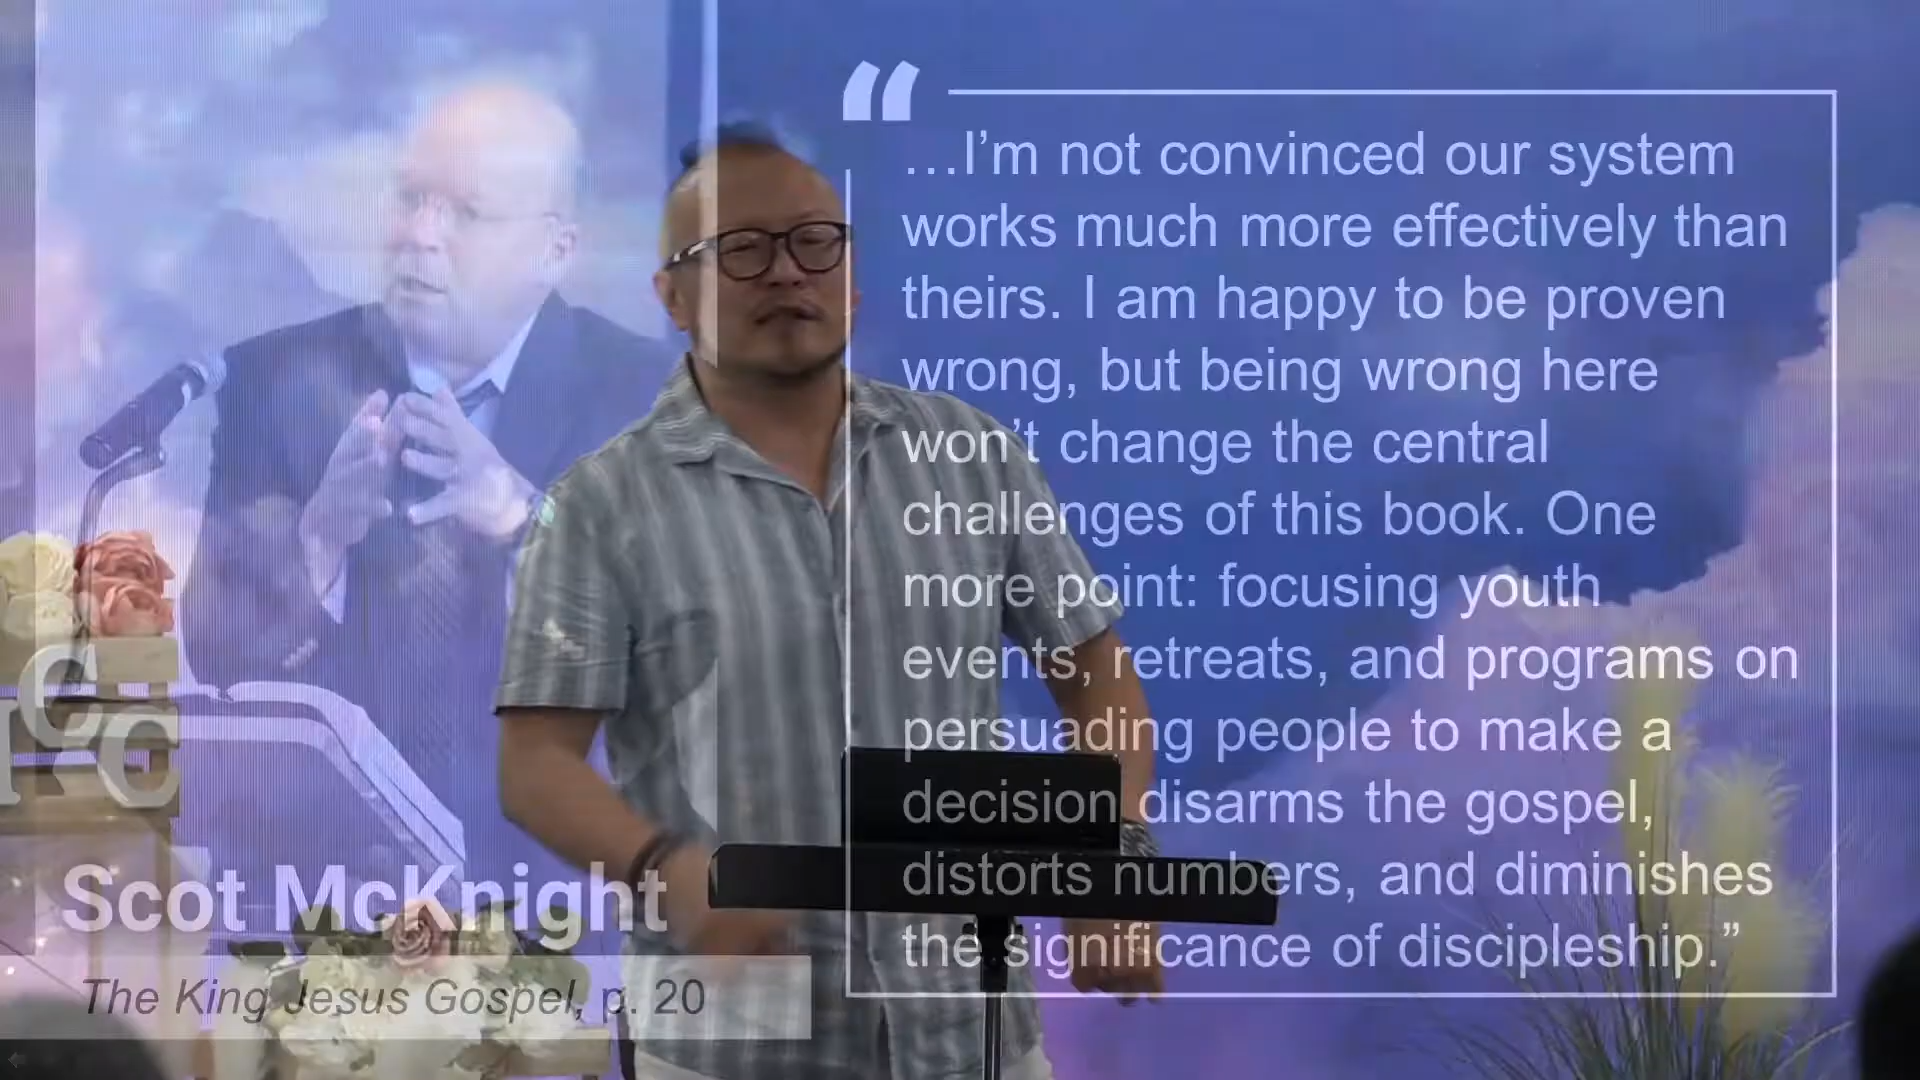 “
…I’m not convinced our system
works much more effectively than
theirs. I am happy to be proven
wrong, but being wrong here
won’t change the central
challenges of this book. One
more point: focusing youth
events, retreats, and programs on
persuading people to make a
decision disarms the gospel,
distorts numbers, and diminishes
the significance of discipleship.”
Scot McKnight
The King Jesus Gospel, p. 20